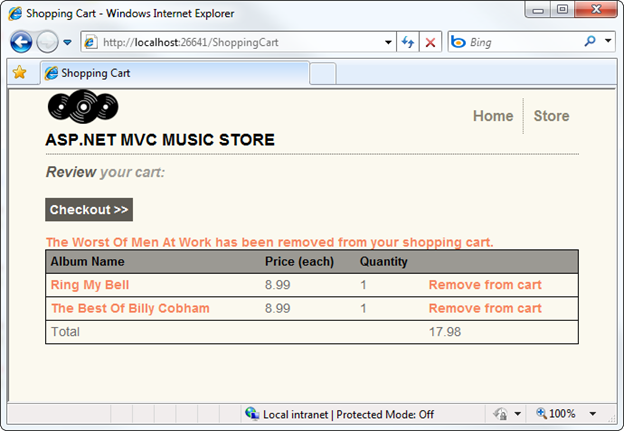 Shopping Cart - Windows Internet Explorer
http://localhost:26641/ShoppingCart
Bing
Shopping Cart
Home Store
ASP.NET MVC MUSIC STORE
Review your cart:
Checkout >>
The Worst Of Men At Work has been removed from your shopping cart.
Album Name Price (each) Quantity
Ring My Bell 8.99 1 Remove from cart
The Best Of Billy Cobham 8.99 1 Remove from cart
Total 17.98
Local intranet | Protected Mode: Off 100%